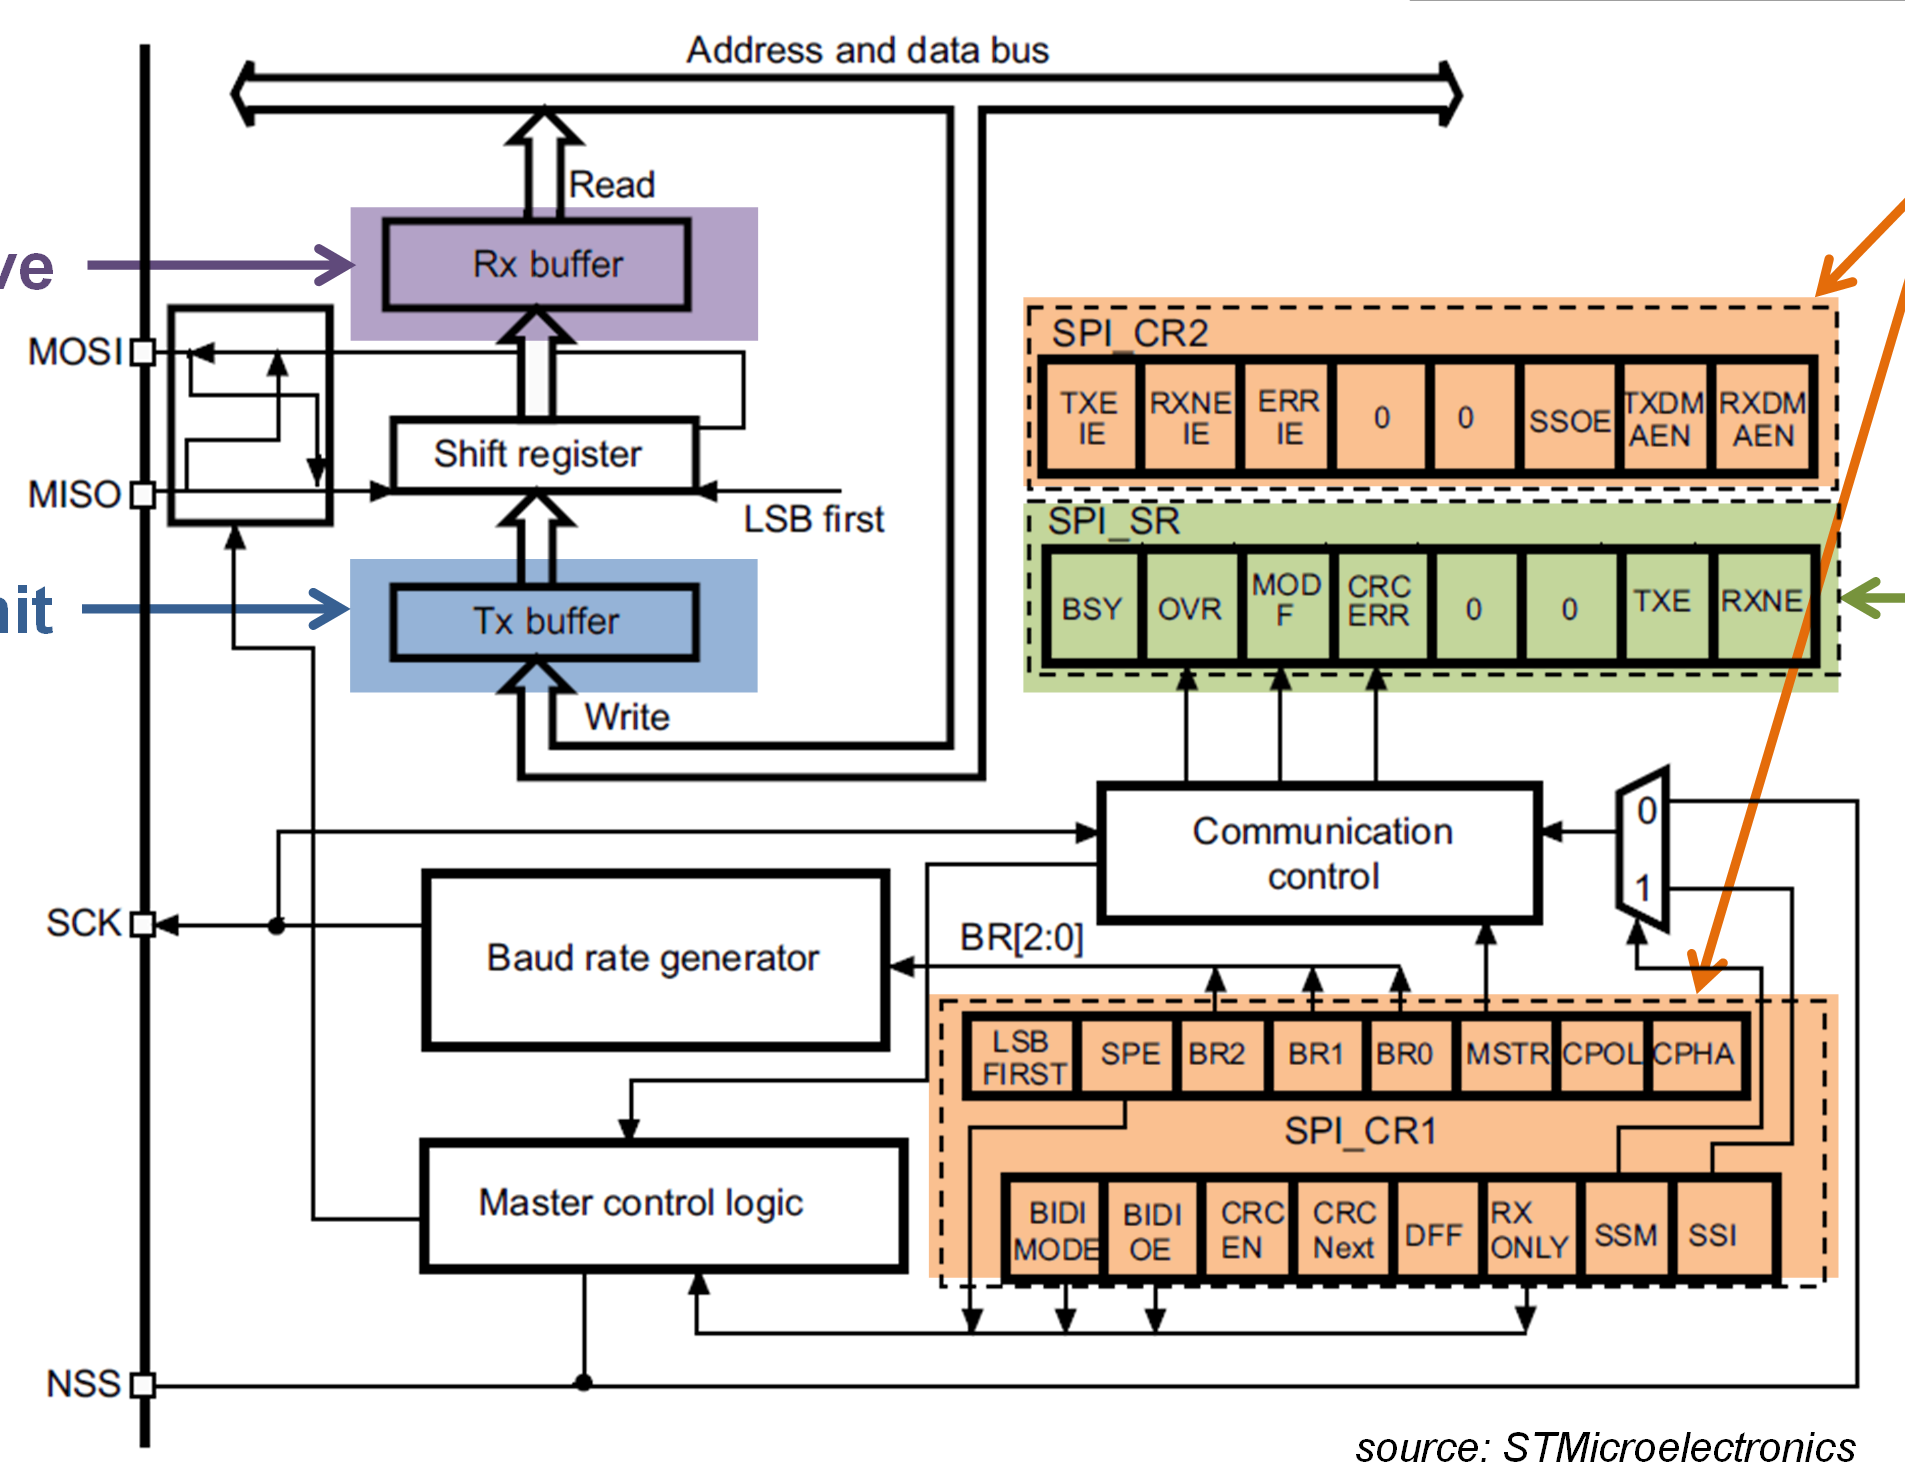 Address and data bus
Read
Rx buffer
MOSI
SPI_CR2
TXE
IE
RXNE
IE
ERR
IE
0
0
SSOE
TXDM
AEN
RXDM
AEN
Shift register
MISO
LSB first
SPI_SR
BSY
OVR
MOD
F
CRC
ERR
0
0
TXE
RXNE
Tx buffer
Write
Communication
control
0
1
SCK
Baud rate generator
BR[2:0]
LSB
FIRST
SPE
BR2
BR1
BR0
MSTR
CPOL
CPHA
SPI_CR1
Master control logic
BIDI
MODE
BIDI
OE
CRC
EN
CRC
Next
DFF
RX
ONLY
SSM
SSI
NSS
source: STMicroelectronics